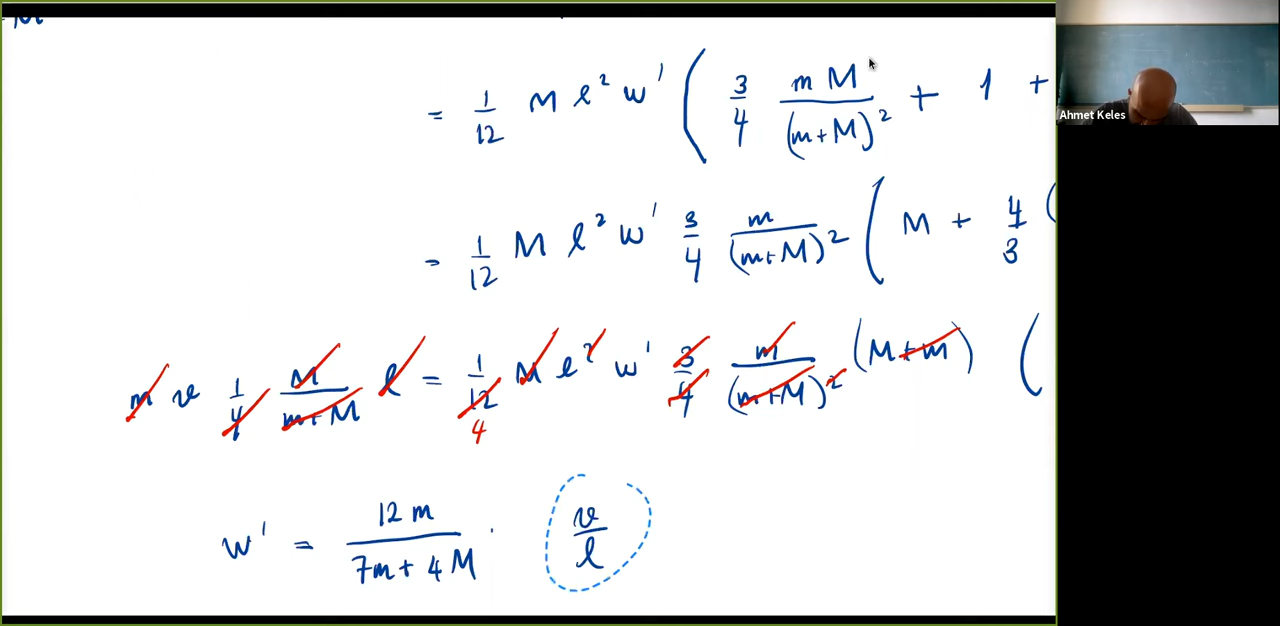 M
= 1/12 M l² w' ( 3/4 mM/(m+M)² + 1 +
Ahmet Keles
= 1/12 M l² w' 3/4 m/(m+M)² ( M + 4/3 (
m v 1/4 M/(m+M) l = 1/12 M l² w' 3/4 m/(m+M)² (M+m) (
4
w' = 12m/(7m+4M) · v/l